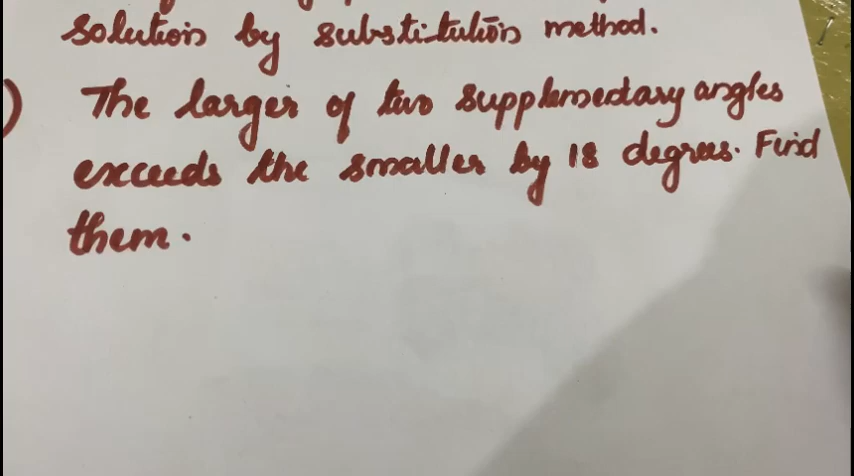 solution by substitution method.
) The larger of two supplementary angles
exceeds the smaller by 18 degrees. Find
them.